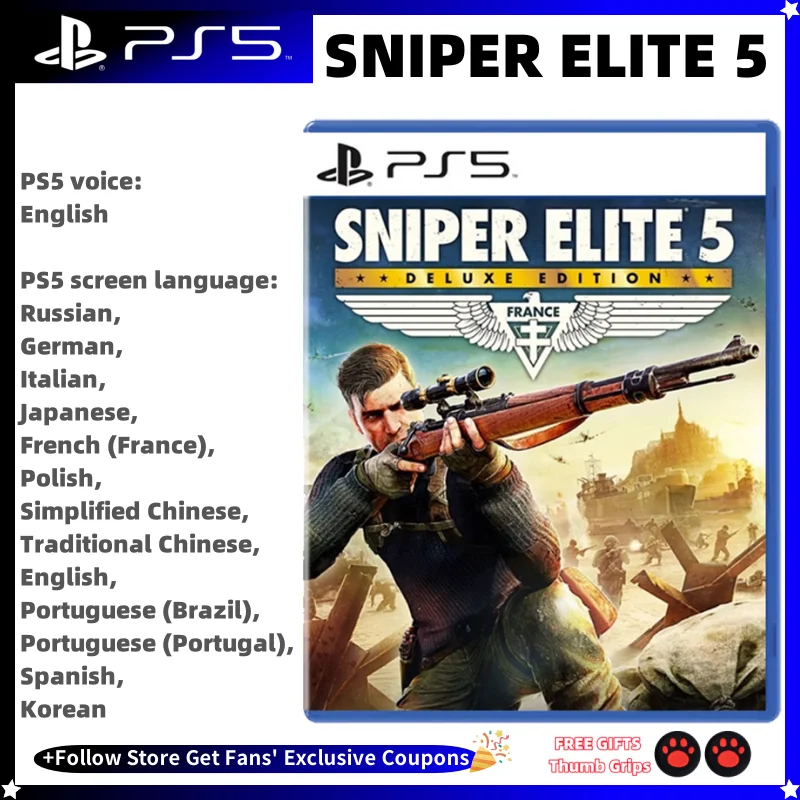 PS5
SNIPER ELITE 5
PS5 voice:
English
PS5 screen language:
Russian,
German,
Italian,
Japanese,
French (France),
Polish,
Simplified Chinese,
Traditional Chinese,
English,
Portuguese (Brazil),
Portuguese (Portugal),
Spanish,
Korean
PS5
SNIPER ELITE 5
DELUXE EDITION
FRANCE
+Follow Store Get Fans' Exclusive Coupons
FREE GIFTS
Thumb Grips